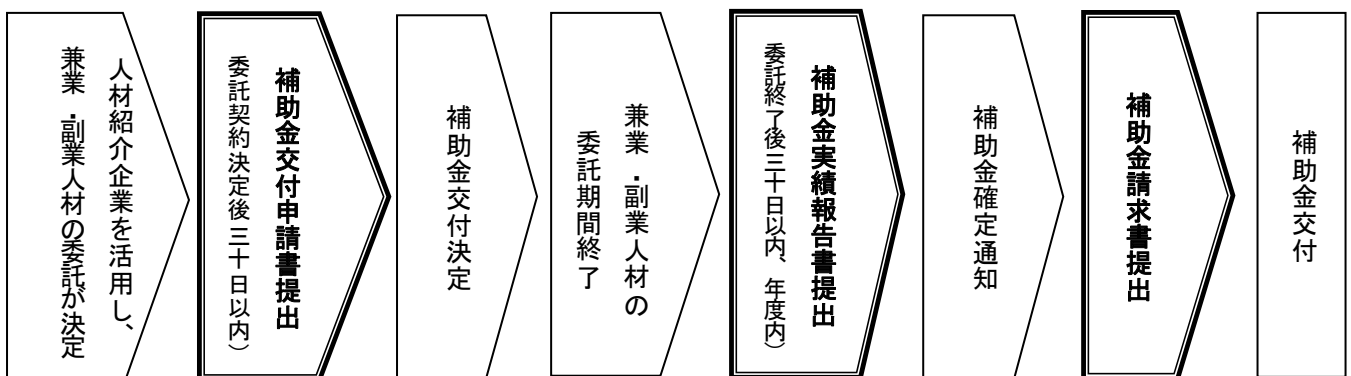 人材紹介企業を活用し、
兼業・副業人材の委託が決定
補助金交付申請書提出
委託契約決定後三十日以内）
補助金交付決定
兼業・副業人材の
委託期間終了
補助金実績報告書提出
委託終了後三十日以内、年度内）
補助金確定通知
補助金請求書提出
補助金交付